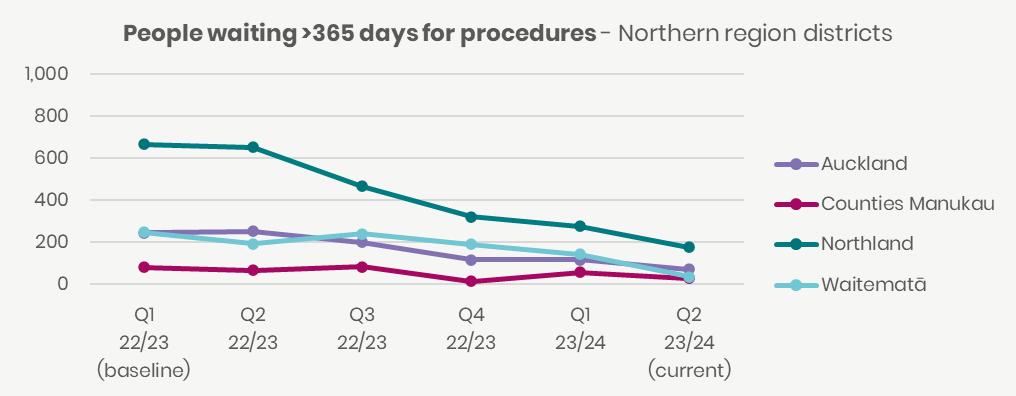 People waiting >365 days for procedures - Northern region districts
1,000
800
600
400
200
0
Q1 Q2 Q3 Q4 Q1 Q2
22/23 22/23 22/23 22/23 23/24 23/24
(baseline) (current)
Auckland
Counties Manukau
Northland
Waitematā